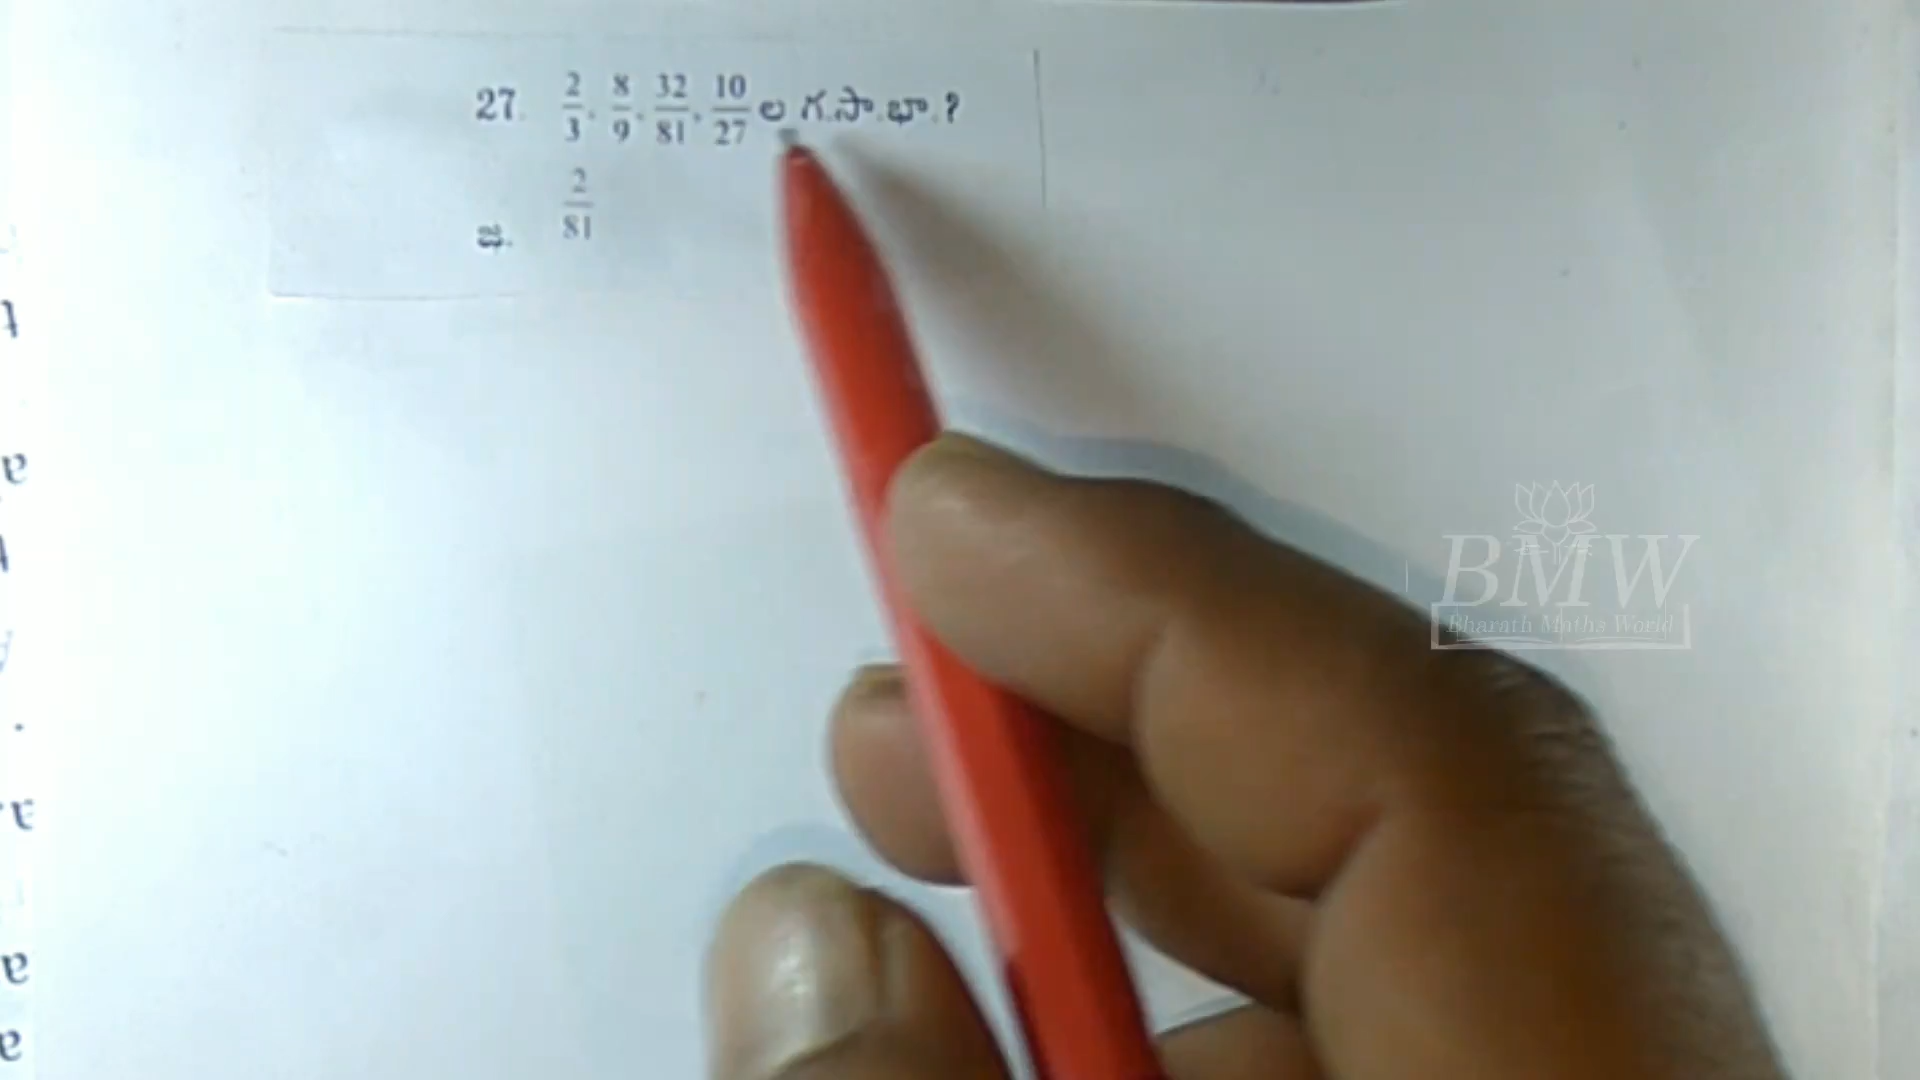 27. 2/3, 8/9, 32/81, 10/27 ల గ.సా.భా.?
జ. 2/81
BMW
Bharath Maths World